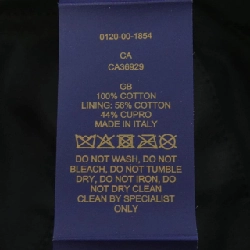 0120-00-1854
CA
CA36929
GB
100% COTTON
LINING: 56% COTTON
44% CUPRO
MADE IN ITALY
DO NOT WASH, DO NOT
BLEACH, DO NOT TUMBLE
DRY, DO NOT IRON, DO
NOT DRY CLEAN
CLEAN BY SPECIALIST
ONLY